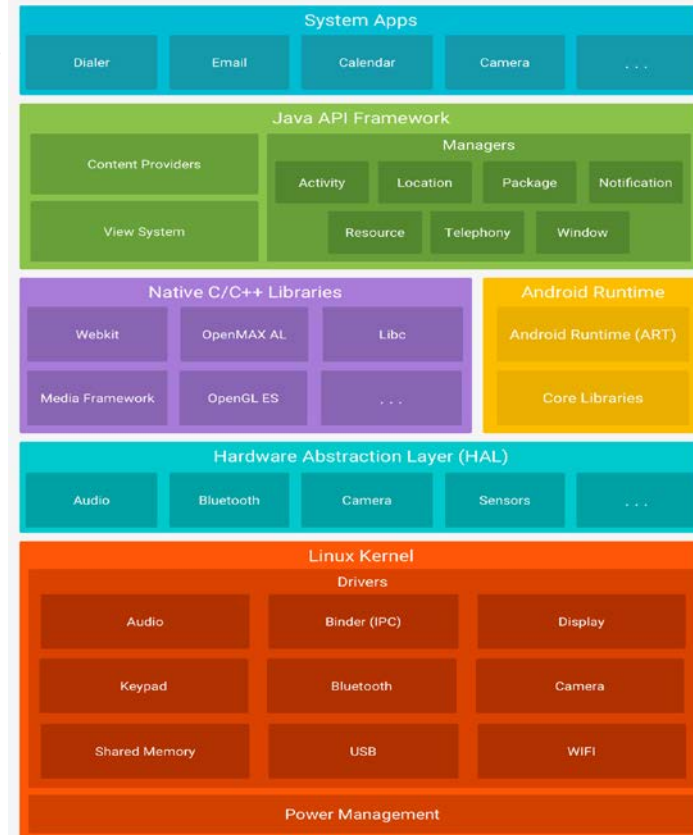 System Apps
Dialer Email Calendar Camera . . .
Java API Framework
Content Providers
View System
Managers
Activity Location Package Notification
Resource Telephony Window
Native C/C++ Libraries
Webkit OpenMAX AL Libc
Media Framework OpenGL ES . . .
Android Runtime
Android Runtime (ART)
Core Libraries
Hardware Abstraction Layer (HAL)
Audio Bluetooth Camera Sensors . . .
Linux Kernel
Drivers
Audio Binder (IPC) Display
Keypad Bluetooth Camera
Shared Memory USB WIFI
Power Management